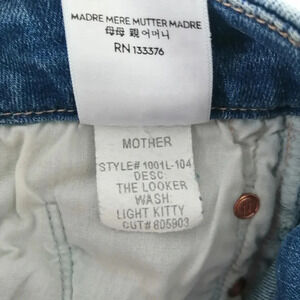 MADRE MERE MUTTER MADRE
母母 親 어머니
RN 133376
MOTHER
STYLE# 1001L-104
DESC:
THE LOOKER
WASH:
LIGHT KITTY
CUT# 805903